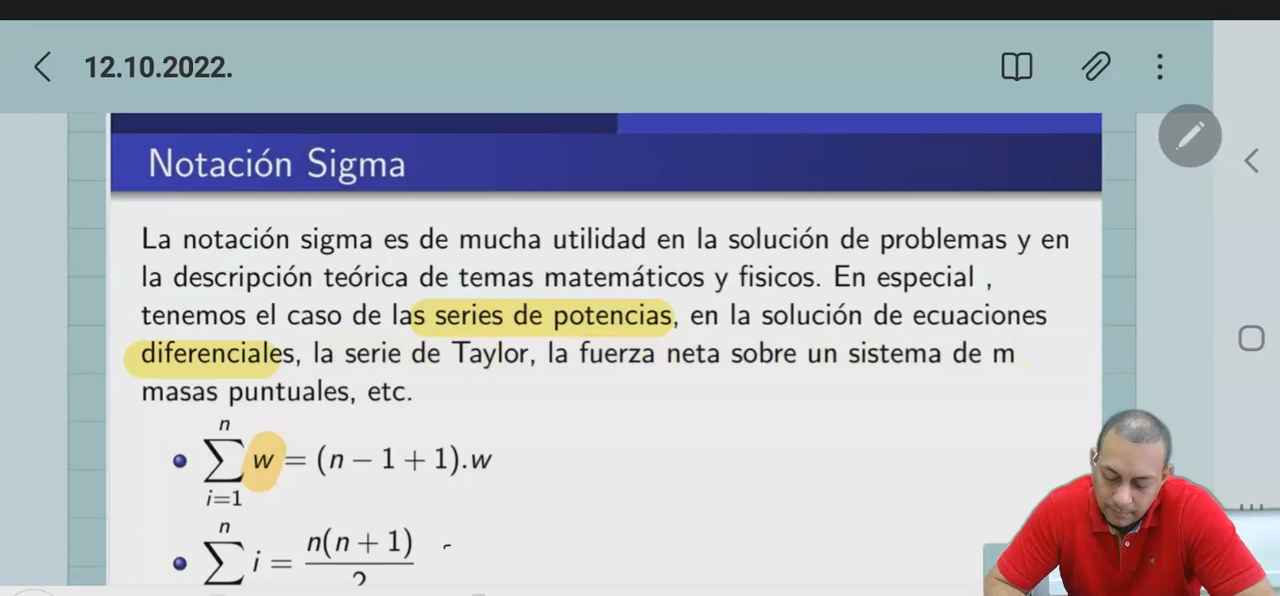 12.10.2022.
Notación Sigma
La notación sigma es de mucha utilidad en la solución de problemas y en
la descripción teórica de temas matemáticos y fisicos. En especial ,
tenemos el caso de las series de potencias, en la solución de ecuaciones
diferenciales, la serie de Taylor, la fuerza neta sobre un sistema de m
masas puntuales, etc.
• ∑_{i=1}^{n} w = (n − 1 + 1).w
• ∑^{n} i = n(n + 1)/2